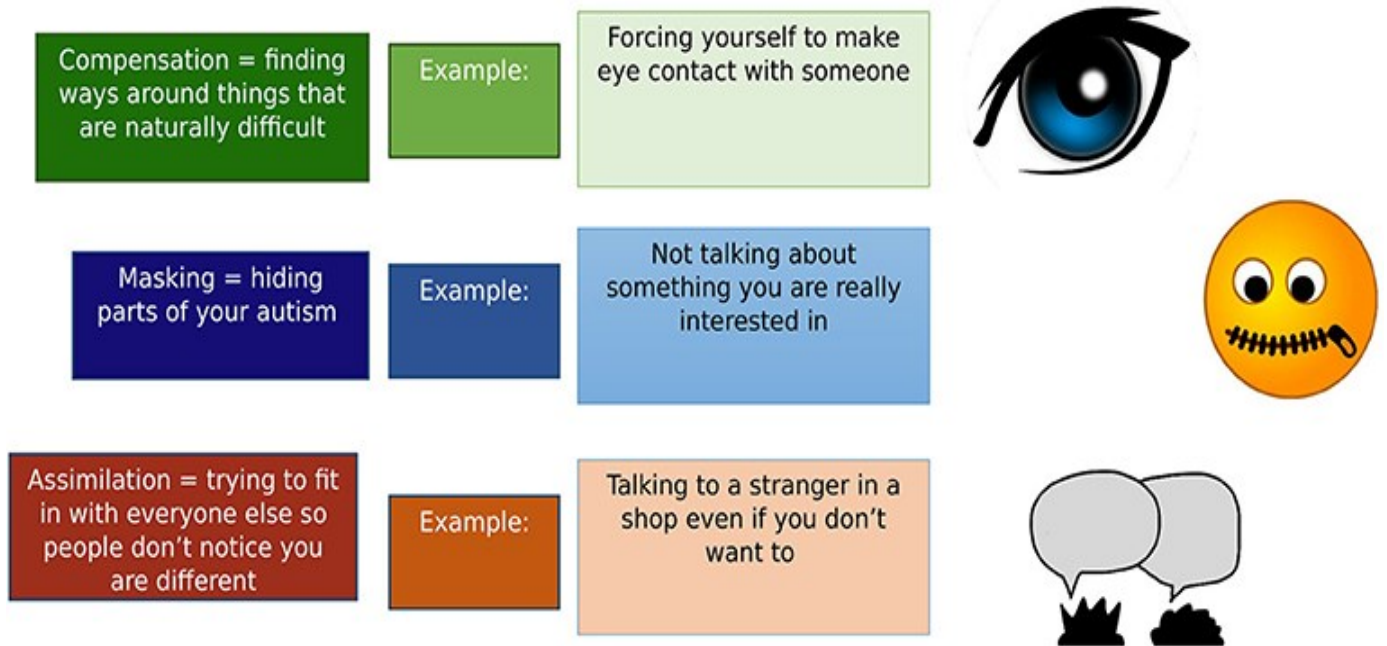 Compensation = finding
ways around things that
are naturally difficult
Example:
Forcing yourself to make
eye contact with someone
Masking = hiding
parts of your autism
Example:
Not talking about
something you are really
interested in
Assimilation = trying to fit
in with everyone else so
people don’t notice you
are different
Example:
Talking to a stranger in a
shop even if you don’t
want to